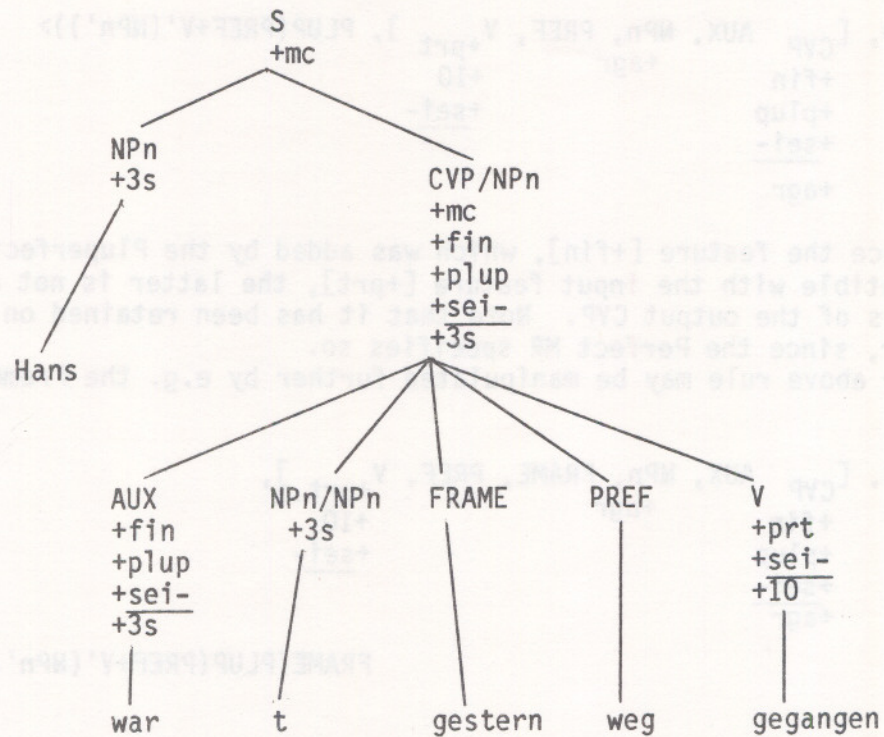 S
+mc
NPn
+3s
CVP/NPn
+mc
+fin
+plup
+sei-
+3s
Hans
AUX NPn/NPn FRAME PREF V
+fin +3s +prt
+plup +sei-
+sei- +10
+3s
war t gestern weg gegangen